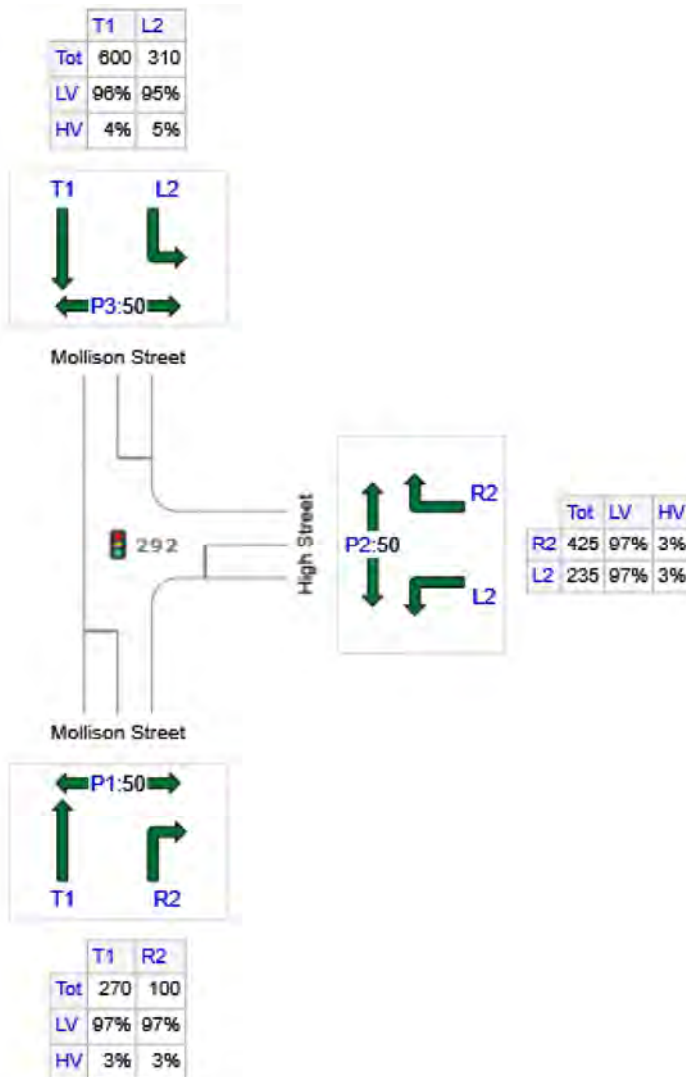 T1 L2
Tot 600 310
LV 96% 95%
HV 4% 5%
T1 L2
P3:50
Mollison Street
292
High Street
R2
P2:50
L2
Tot LV HV
R2 425 97% 3%
L2 235 97% 3%
Mollison Street
P1:50
T1 R2
T1 R2
Tot 270 100
LV 97% 97%
HV 3% 3%